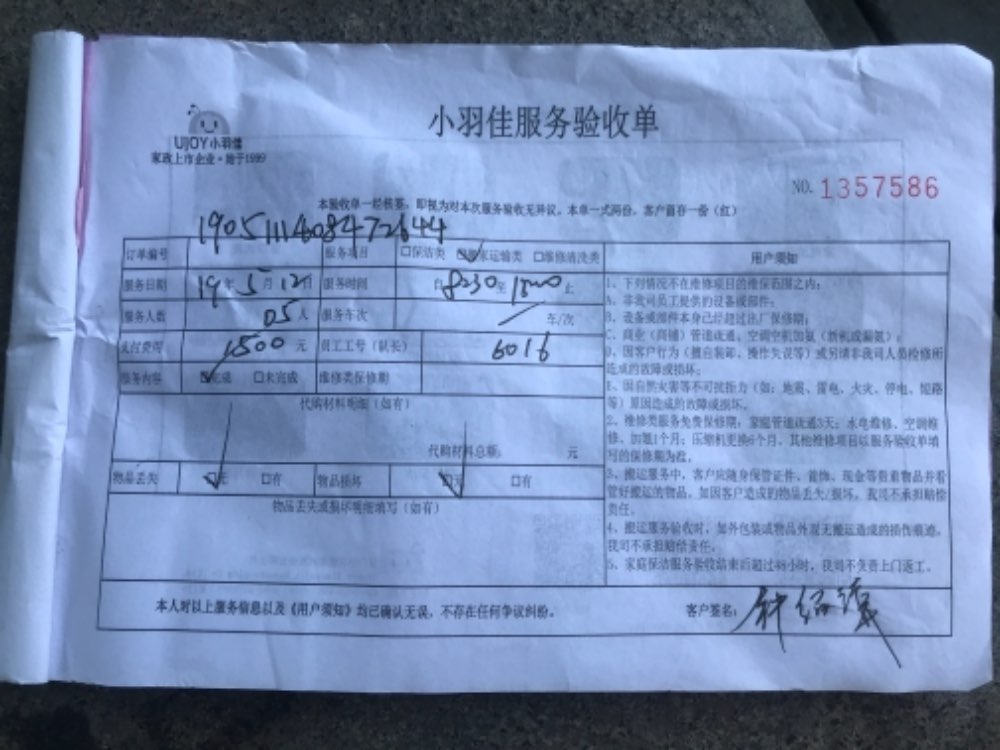 UJOY小羽佳
家政上市企业·始于1999
小羽佳服务验收单
NO. 1357586
本验收单一经核签，即视为对本次服务验收无异议，本单一式两份，客户留存一份（红）
订单编号 服务项目 □保洁类 搬家运输类 □维修清洗类
服务日期 19年5月12日 服务时间 自8:30至 止
服务人数 05人 服务车次 车/次
支付费用 1500元 员工工号（队长） 6016
服务内容 完成 □未完成 维修类保修期
代购材料明细（如有）
代购材料总额： 元
物品丢失 □无 □有 物品损坏 □无 □有
物品丢失或损坏明细填写（如有）
用户须知
1、下列情况不在维修项目的维保范围之内：
A、非我司员工提供的设备或部件；
B、设备或部件本身已经超过出厂保修期；
C、商业（商铺）管道疏通、空调空机加氨（新机或漏氨）；
D、因客户行为（擅自装卸、操作失误等）或另请非我司人员检修所
造成的故障或损坏；
E、因自然灾害等不可抗拒力（如：地震、雷电、火灾、停电、短路
等）原因造成的故障或损坏。
2、维修类服务免费保修期：家庭管道疏通3天；水电维修、空调维
修、加氨1个月；压缩机更换6个月，其他维修项目以服务验收单填
写的保修期为准。
3、搬运服务中，客户应随身保管证件、首饰、现金等贵重物品并看
管好搬运的物品，如因客户造成的物品丢失/损坏，我司不承担赔偿
责任。
4、搬运服务验收时，如外包装或物品外观无搬运造成的损伤痕迹，
我司不承担赔偿责任。
5、家庭保洁服务验收结束后超过48小时，我司不负责上门返工。
本人对以上服务信息以及《用户须知》均已确认无误，不存在任何争议纠纷。
客户签名：